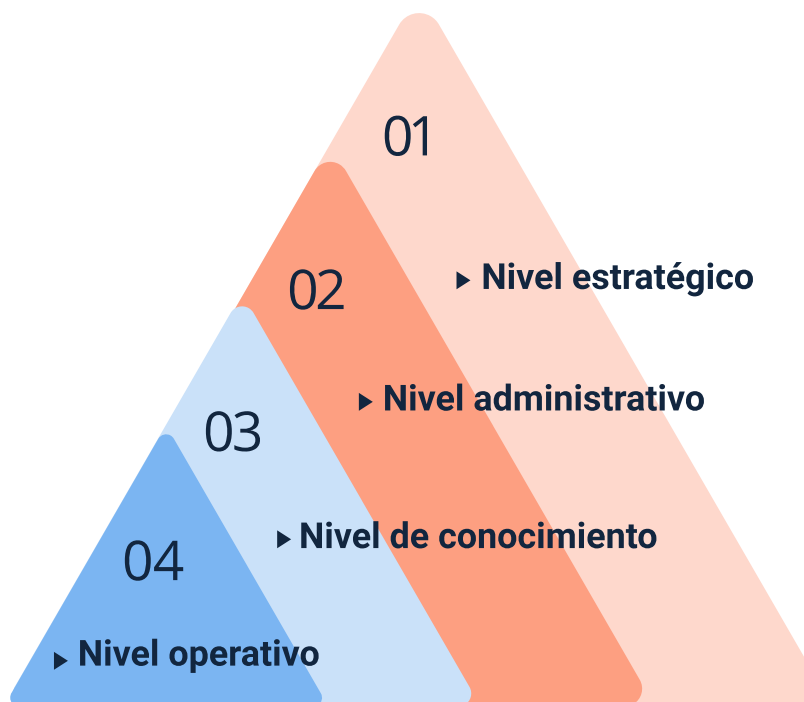 01
Nivel estratégico
02
Nivel administrativo
03
Nivel de conocimiento
04
Nivel operativo